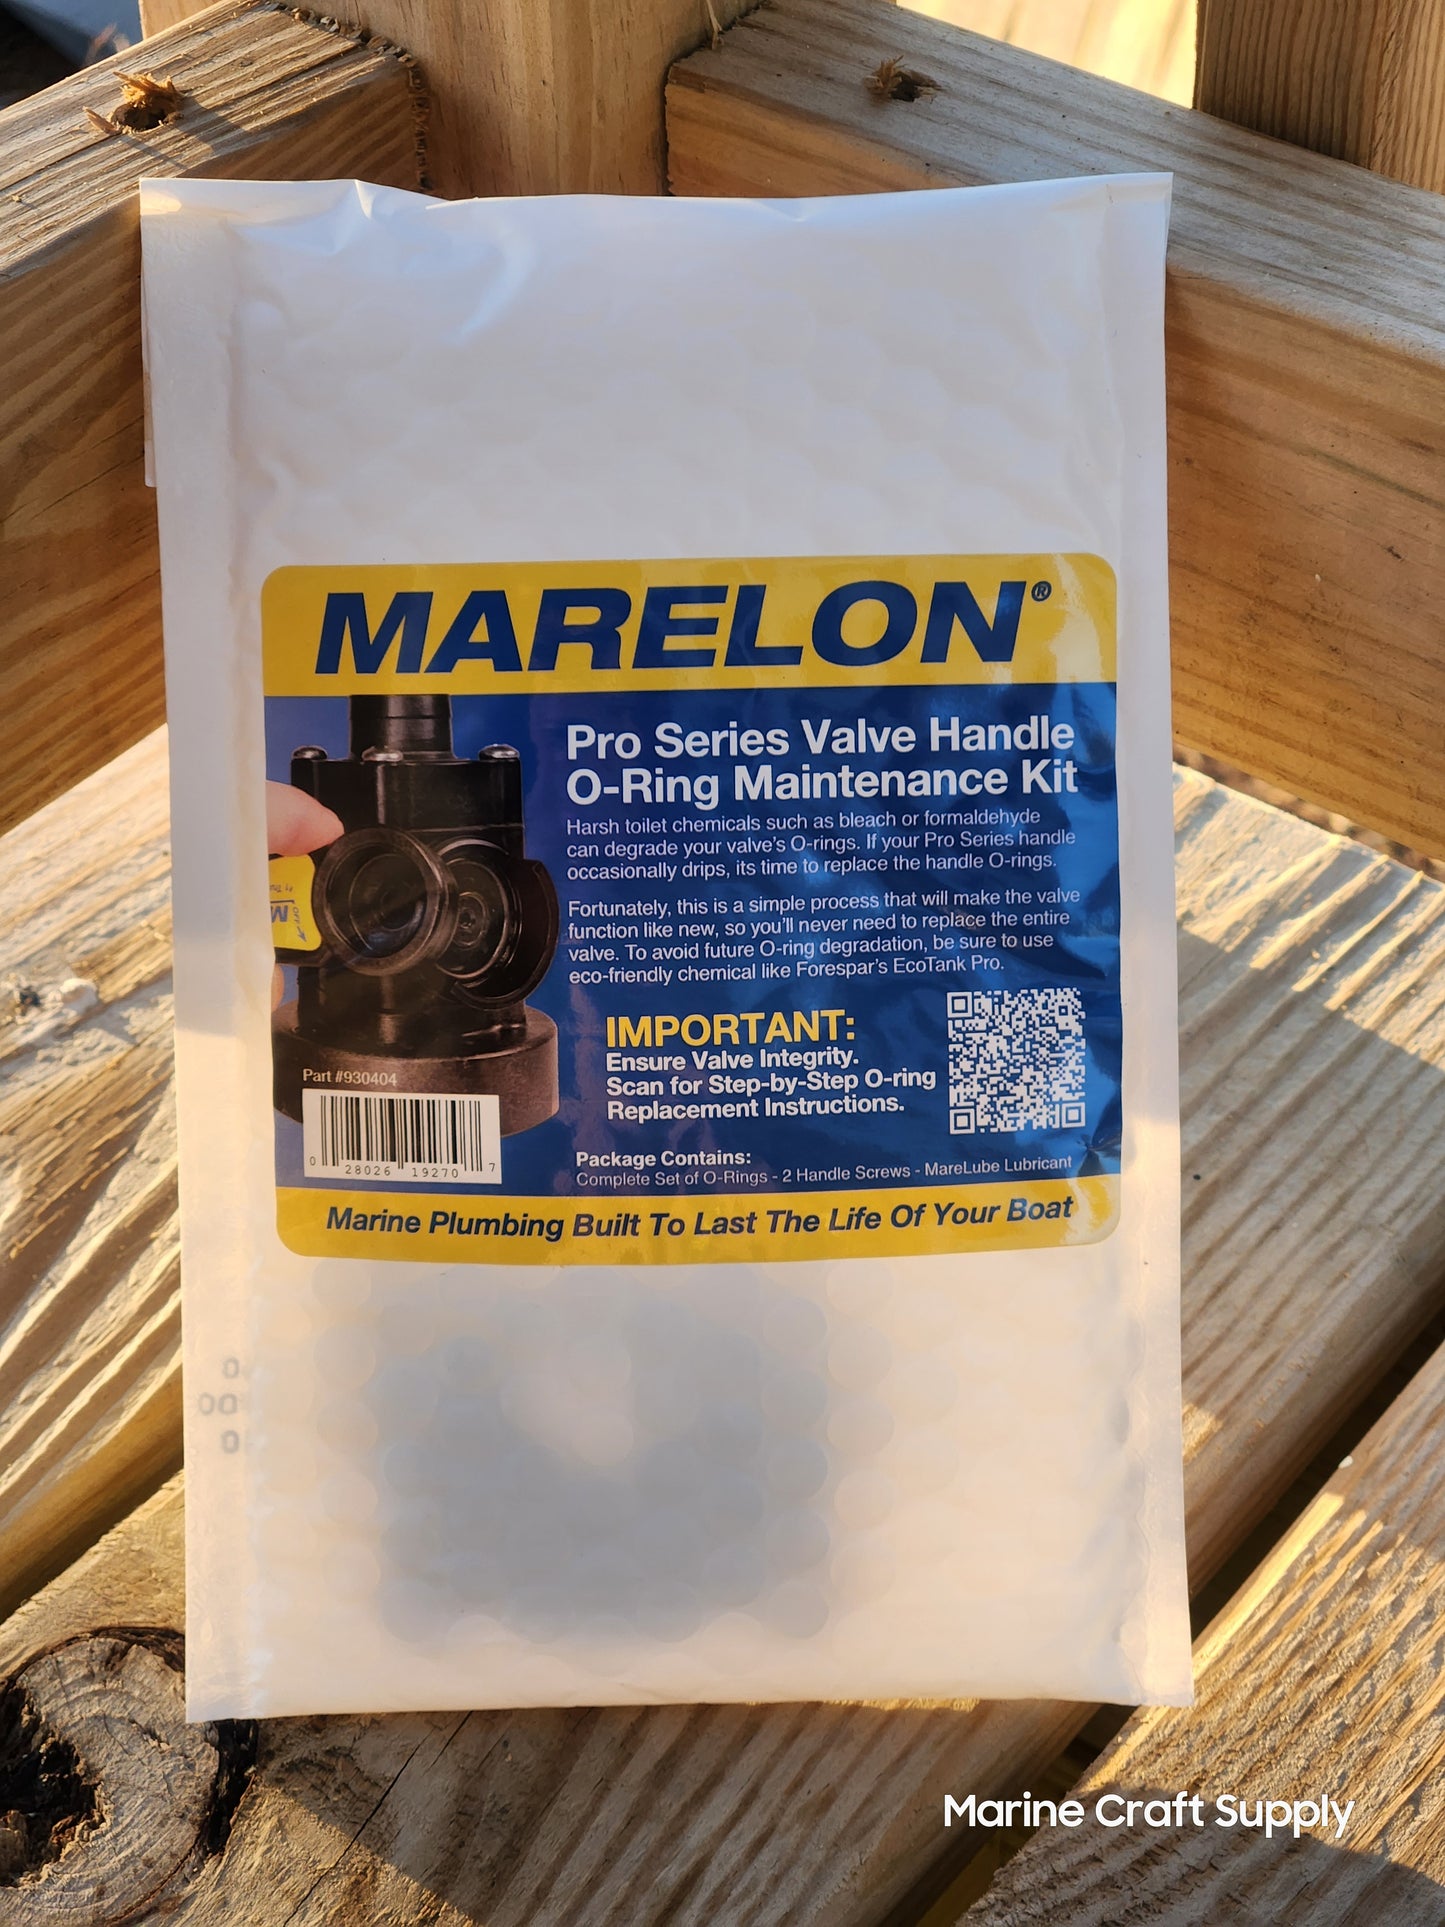 MARELON®
Pro Series Valve Handle
O-Ring Maintenance Kit
Harsh toilet chemicals such as bleach or formaldehyde
can degrade your valve's O-rings. If your Pro Series handle
occasionally drips, its time to replace the handle O-rings.
Fortunately, this is a simple process that will make the valve
function like new, so you'll never need to replace the entire
valve. To avoid future O-ring degradation, be sure to use
eco-friendly chemical like Forespar's EcoTank Pro.
OFF
IMPORTANT:
Ensure Valve Integrity.
Scan for Step-by-Step O-ring
Replacement Instructions.
Part #930404
0 28026 19270 7
Package Contains:
Complete Set of O-Rings - 2 Handle Screws - MareLube Lubricant
Marine Plumbing Built To Last The Life Of Your Boat
Marine Craft Supply